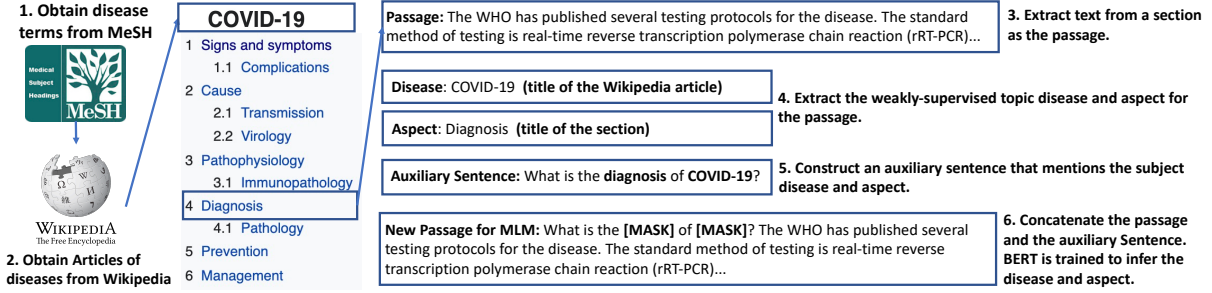 1. Obtain disease
terms from MeSH
Medical
Subject
Headings
MeSH
WIKIPEDIA
The Free Encyclopedia
2. Obtain Articles of
diseases from Wikipedia
COVID-19
1 Signs and symptoms
1.1 Complications
2 Cause
2.1 Transmission
2.2 Virology
3 Pathophysiology
3.1 Immunopathology
4 Diagnosis
4.1 Pathology
5 Prevention
6 Management
Passage: The WHO has published several testing protocols for the disease. The standard
method of testing is real-time reverse transcription polymerase chain reaction (rRT-PCR)...
3. Extract text from a section
as the passage.
Disease: COVID-19 (title of the Wikipedia article)
Aspect: Diagnosis (title of the section)
4. Extract the weakly-supervised topic disease and aspect for
the passage.
Auxiliary Sentence: What is the diagnosis of COVID-19?
5. Construct an auxiliary sentence that mentions the subject
disease and aspect.
New Passage for MLM: What is the [MASK] of [MASK]? The WHO has published several
testing protocols for the disease. The standard method of testing is real-time reverse
transcription polymerase chain reaction (rRT-PCR)...
6. Concatenate the passage
and the auxiliary Sentence.
BERT is trained to infer the
disease and aspect.